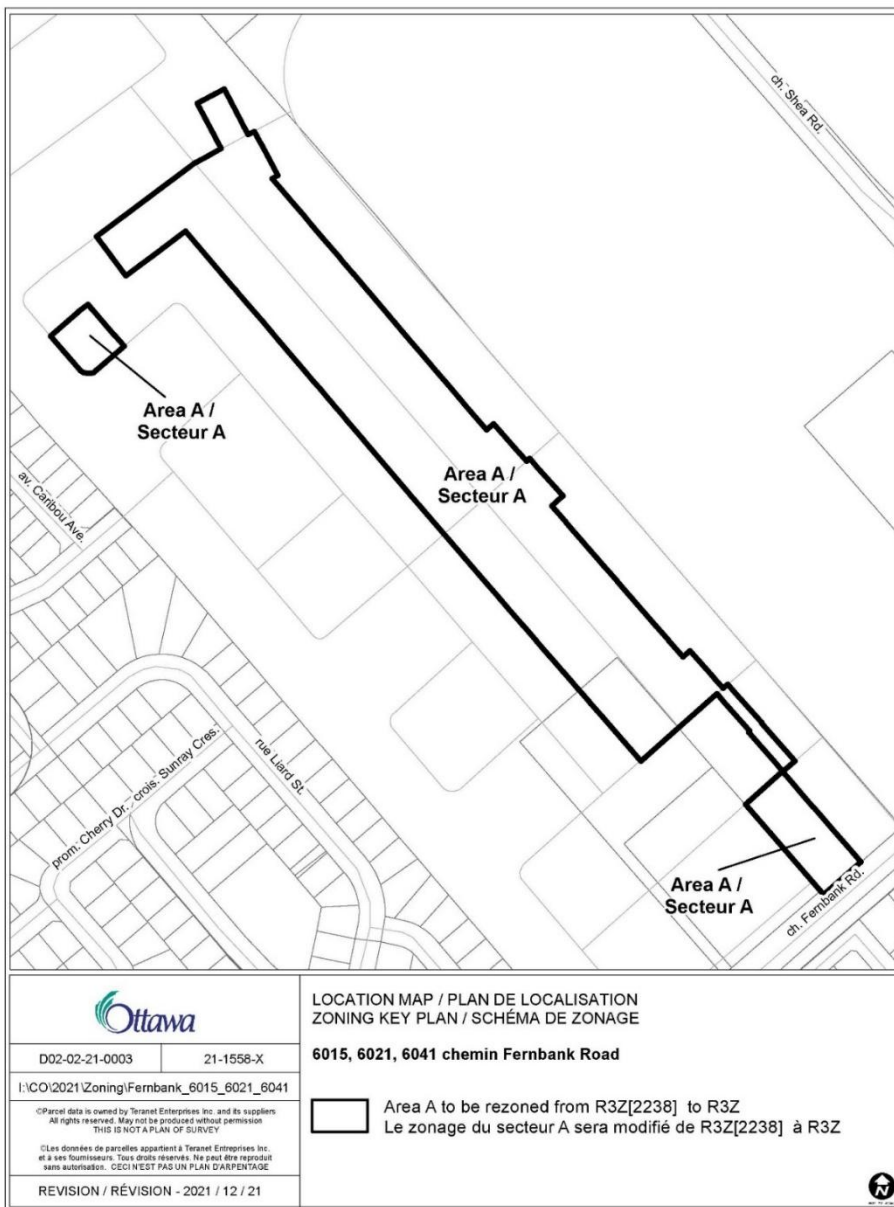 ch. Shea Rd.
Area A /
Secteur A
Area A /
Secteur A
av. Caribou Ave.
rue Liard St.
prom. Cherry Dr. / crois. Sunray Cres.
Area A /
Secteur A
ch. Fernbank Rd.
Ottawa
D02-02-21-0003
21-1558-X
I:\CO\2021\Zoning\Fernbank_6015_6021_6041
©Parcel data is owned by Teranet Enterprises Inc. and its suppliers
All rights reserved. May not be produced without permission
THIS IS NOT A PLAN OF SURVEY
©Les données de parcelles appartient à Teranet Enterprises Inc.
et à ses fournisseurs. Tous droits réservés. Ne peut être reproduit
sans autorisation. CECI N'EST PAS UN PLAN D'ARPENTAGE
REVISION / RÉVISION - 2021 / 12 / 21
LOCATION MAP / PLAN DE LOCALISATION
ZONING KEY PLAN / SCHÉMA DE ZONAGE
6015, 6021, 6041 chemin Fernbank Road
Area A to be rezoned from R3Z[2238] to R3Z
Le zonage du secteur A sera modifié de R3Z[2238] à R3Z
N